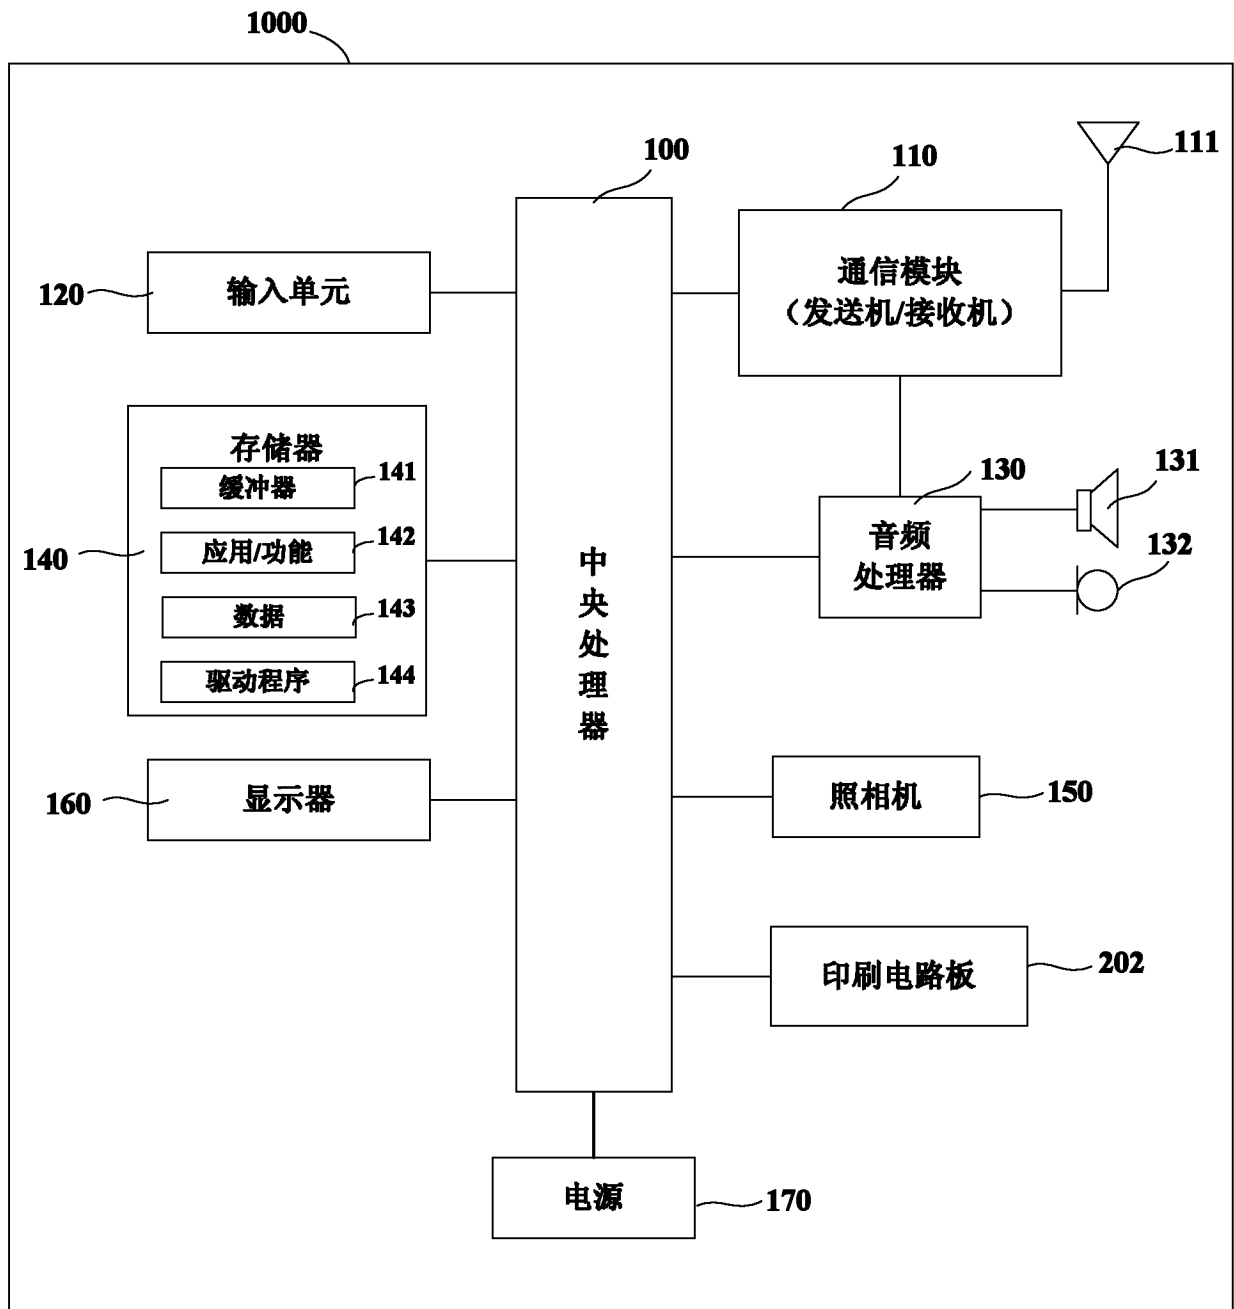 1000
100
110
111
120
输入单元
通信模块
（发送机/接收机）
存储器
缓冲器
141
应用/功能
142
140
数据
143
驱动程序
144
中
央
处
理
器
130
131
音频
处理器
132
160
显示器
照相机
150
印刷电路板
202
电源
170